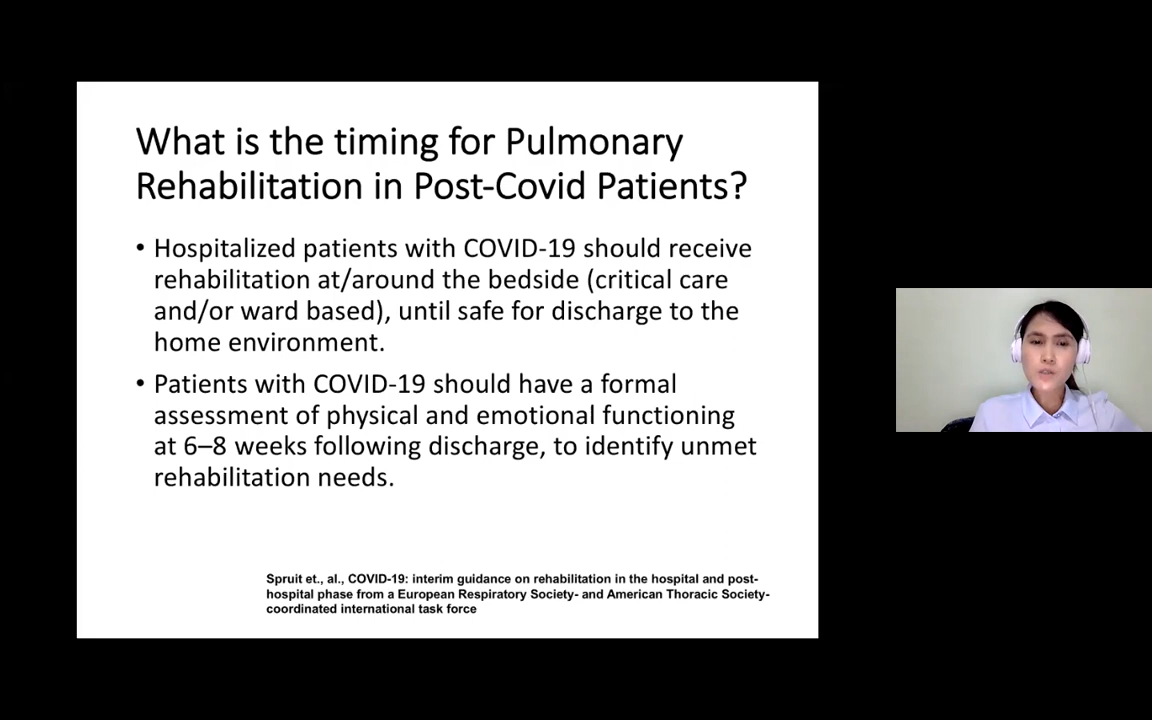 What is the timing for Pulmonary
Rehabilitation in Post-Covid Patients?
• Hospitalized patients with COVID-19 should receive
rehabilitation at/around the bedside (critical care
and/or ward based), until safe for discharge to the
home environment.
• Patients with COVID-19 should have a formal
assessment of physical and emotional functioning
at 6–8 weeks following discharge, to identify unmet
rehabilitation needs.
Spruit et., al., COVID-19: interim guidance on rehabilitation in the hospital and post-
hospital phase from a European Respiratory Society- and American Thoracic Society-
coordinated international task force